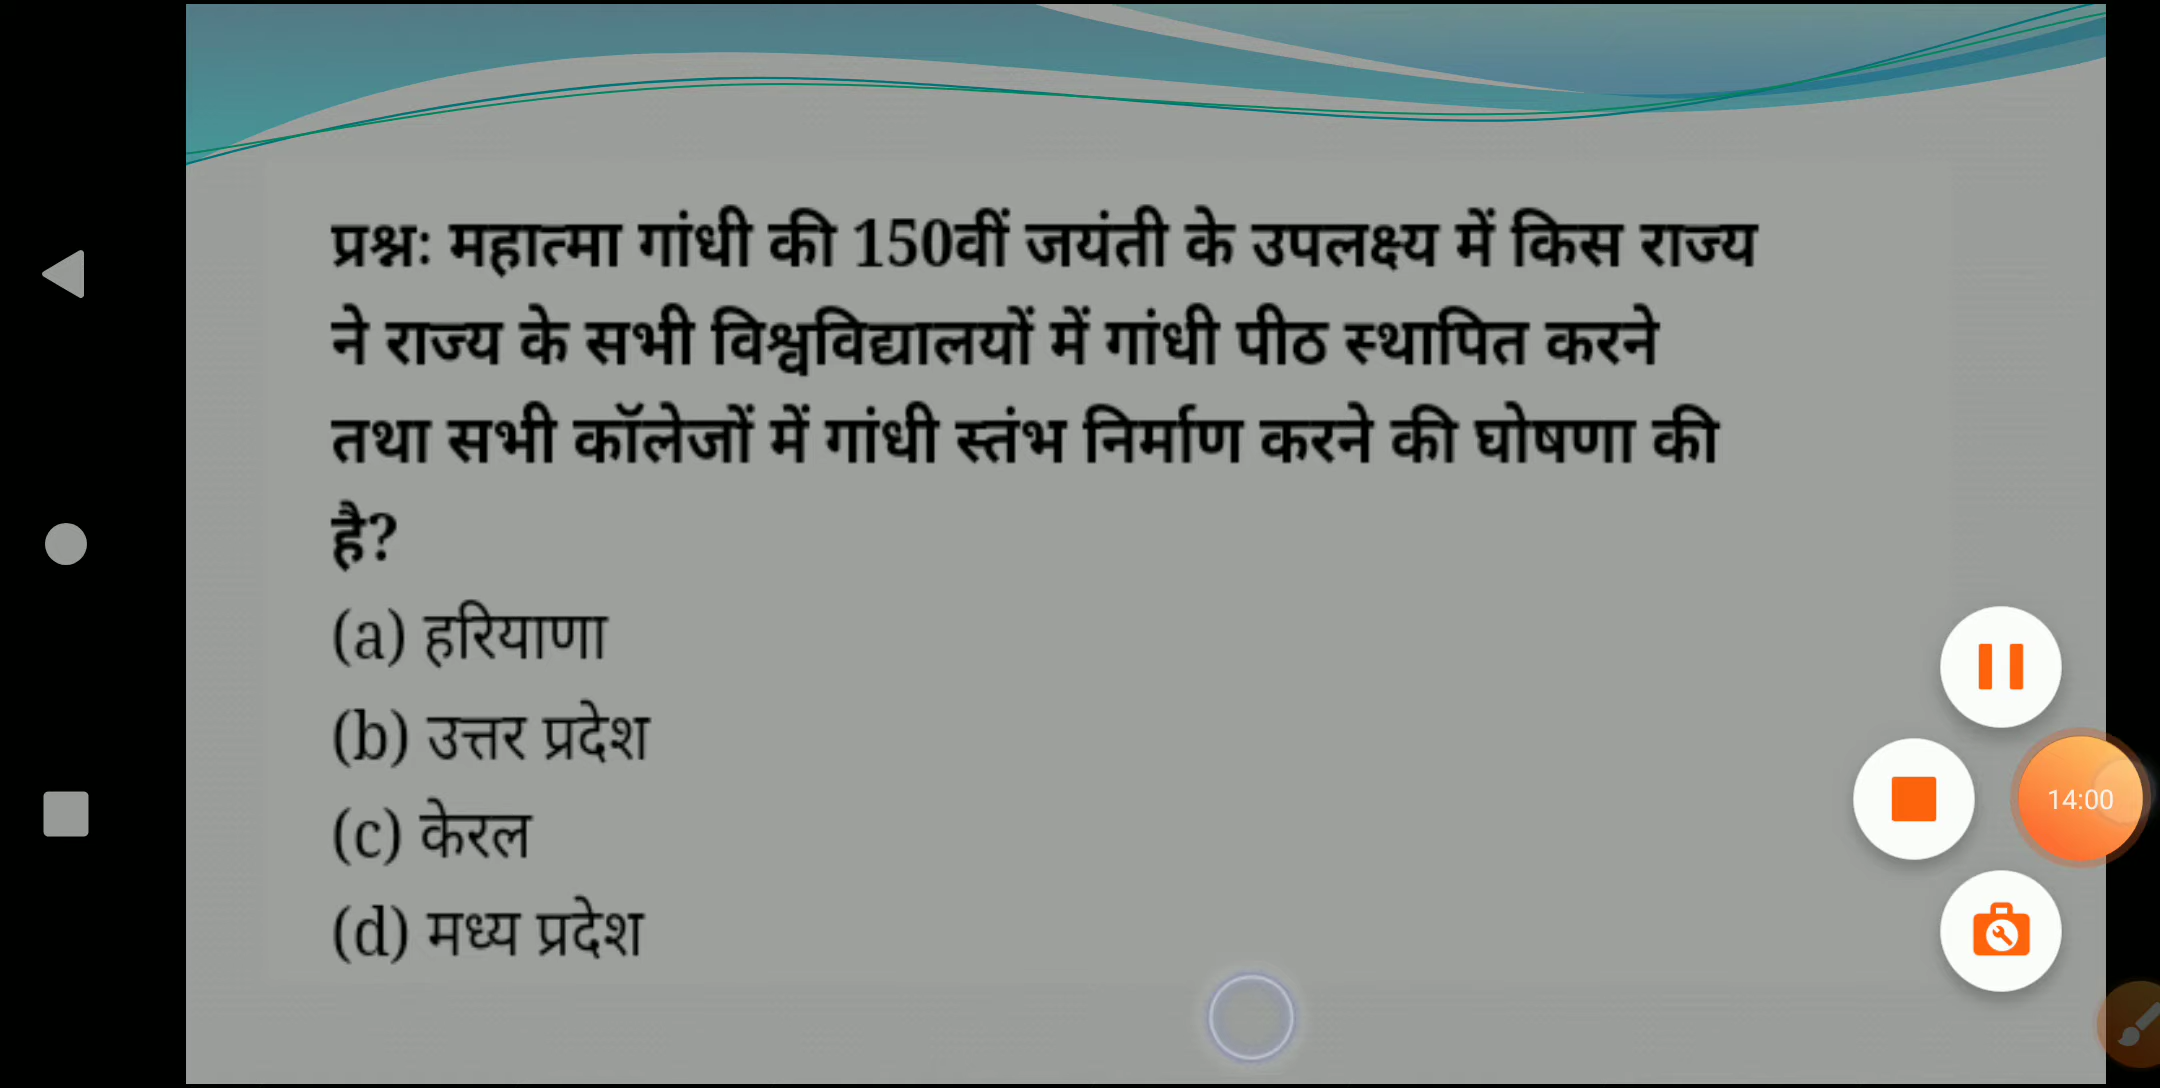 प्रश्नः महात्मा गांधी की 150वीं जयंती के उपलक्ष्य में किस राज्य
ने राज्य के सभी विश्वविद्यालयों में गांधी पीठ स्थापित करने
तथा सभी कॉलेजों में गांधी स्तंभ निर्माण करने की घोषणा की
है?
(a) हरियाणा
(b) उत्तर प्रदेश
(c) केरल
(d) मध्य प्रदेश
14:00